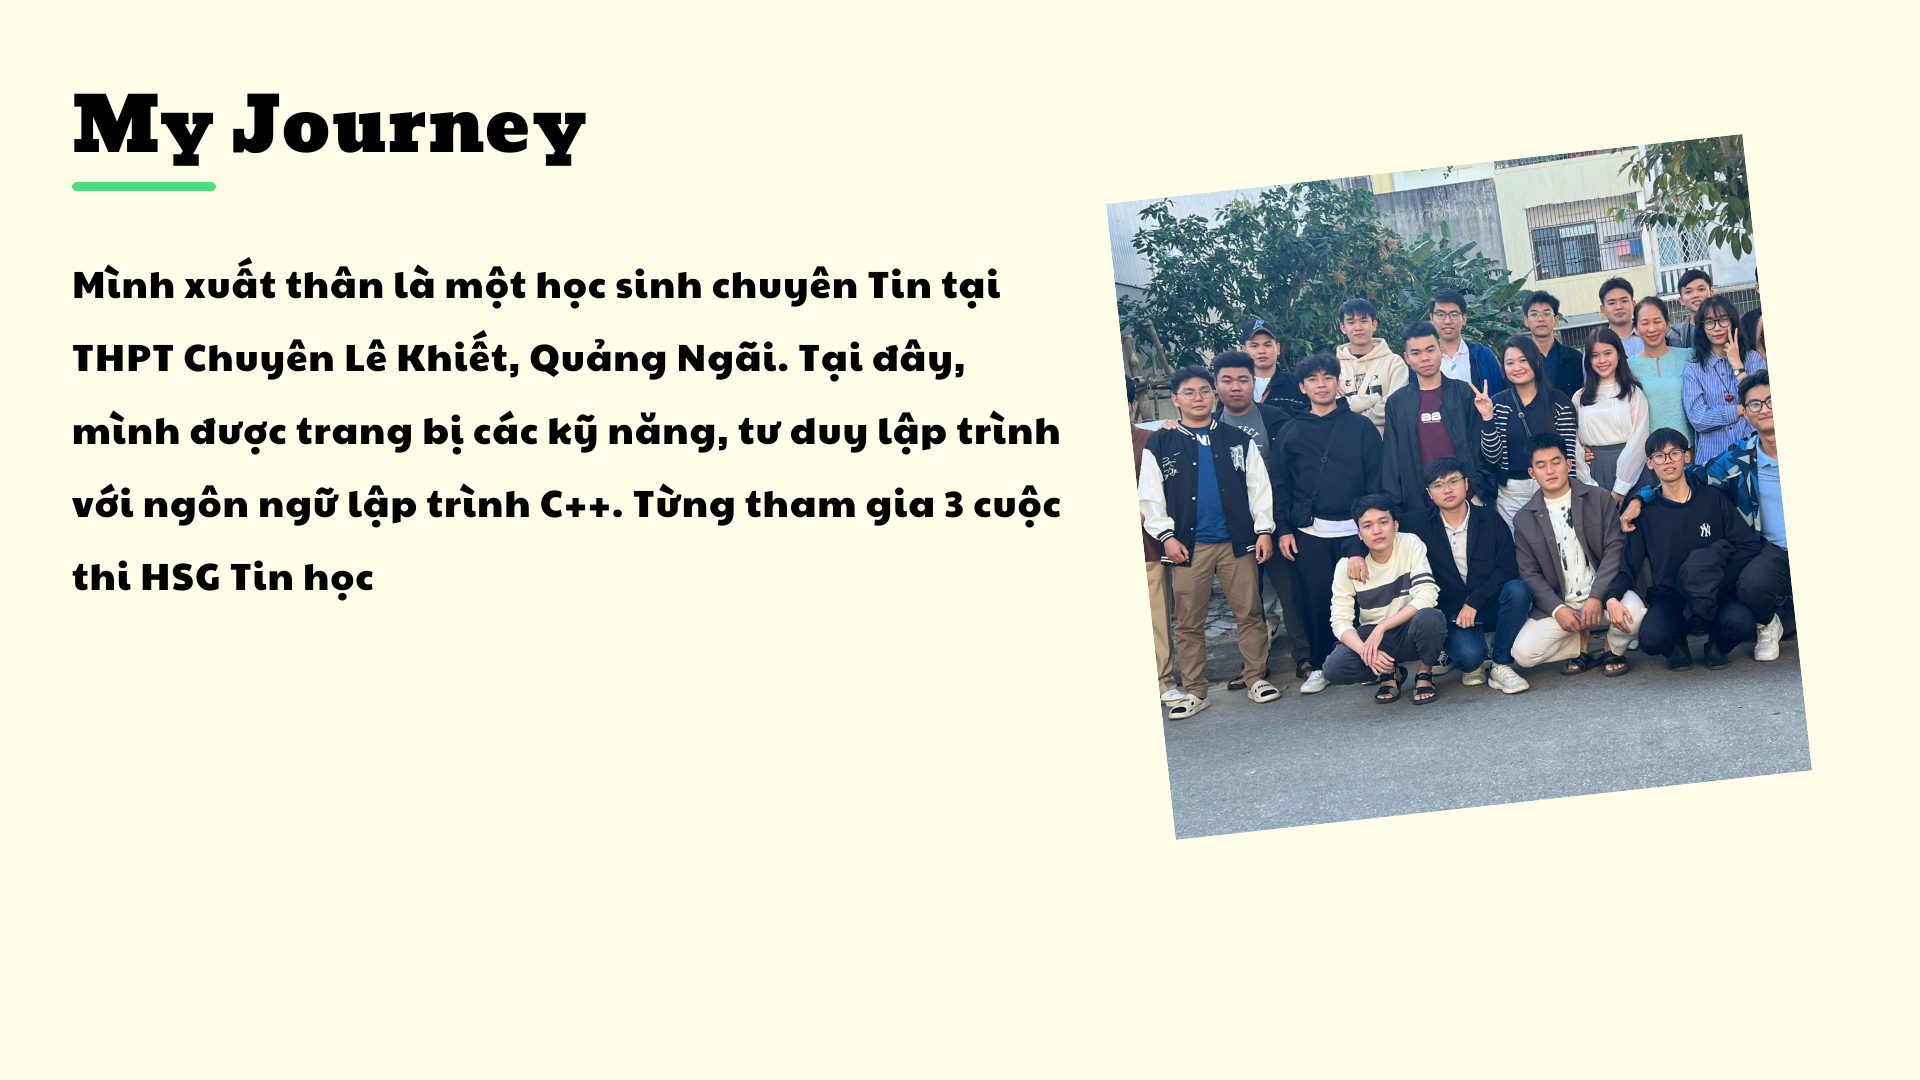 My Journey
Mình xuất thân là một học sinh chuyên Tin tại
THPT Chuyên Lê Khiết, Quảng Ngãi. Tại đây,
mình được trang bị các kỹ năng, tư duy lập trình
với ngôn ngữ lập trình C++. Từng tham gia 3 cuộc
thi HSG Tin học